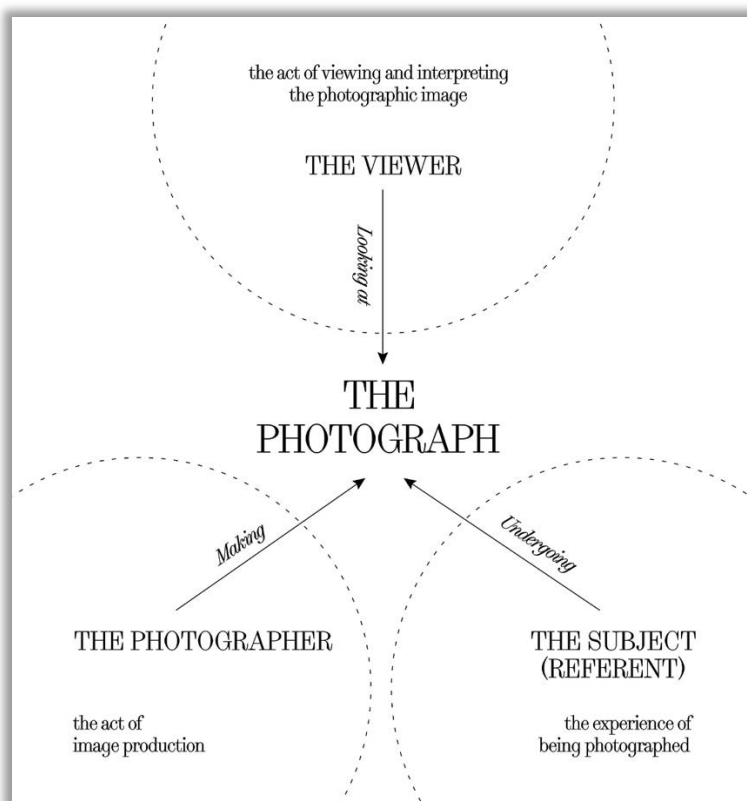 the act of viewing and interpreting
the photographic image
THE VIEWER
Looking at
THE
PHOTOGRAPH
Making
Undergoing
THE PHOTOGRAPHER
THE SUBJECT
(REFERENT)
the act of
image production
the experience of
being photographed